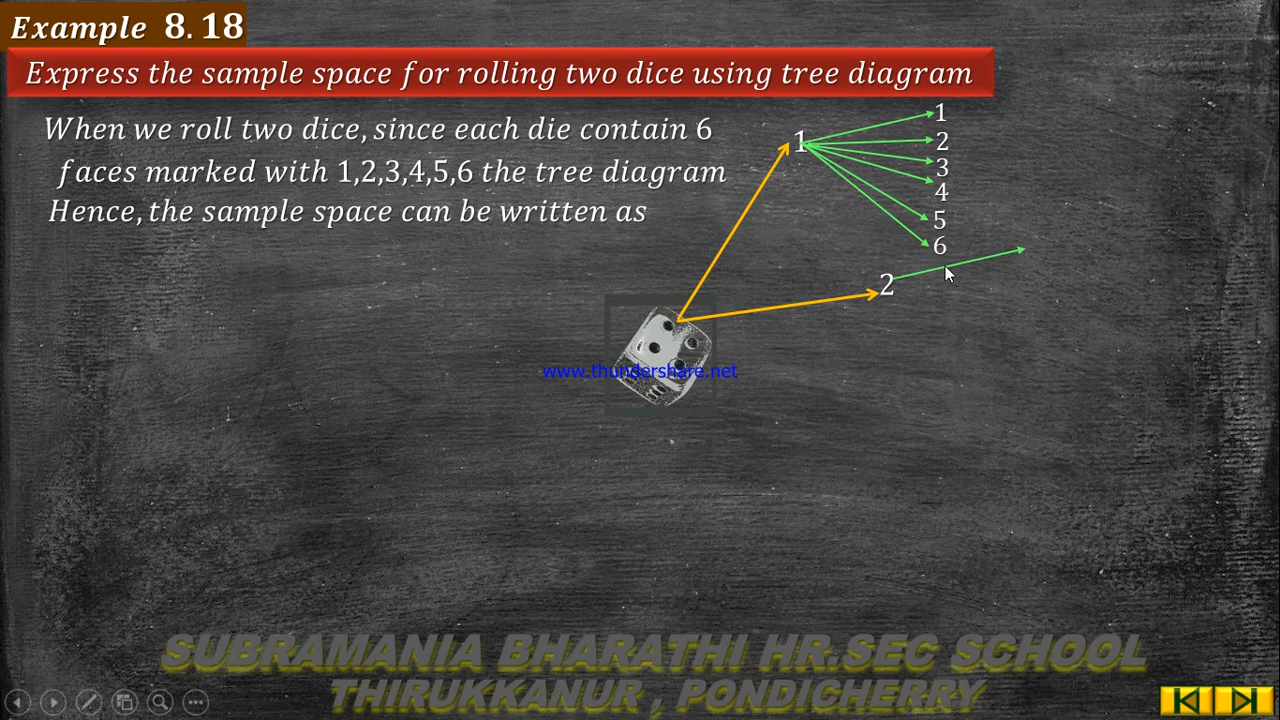 Example 8.18
Express the sample space for rolling two dice using tree diagram
When we roll two dice, since each die contain 6
faces marked with 1,2,3,4,5,6 the tree diagram
Hence, the sample space can be written as
1
1
2
3
4
5
6
2
www.thundershare.net
SUBRAMANIA BHARATHI HR.SEC SCHOOL
THIRUKKANUR , PONDICHERRY